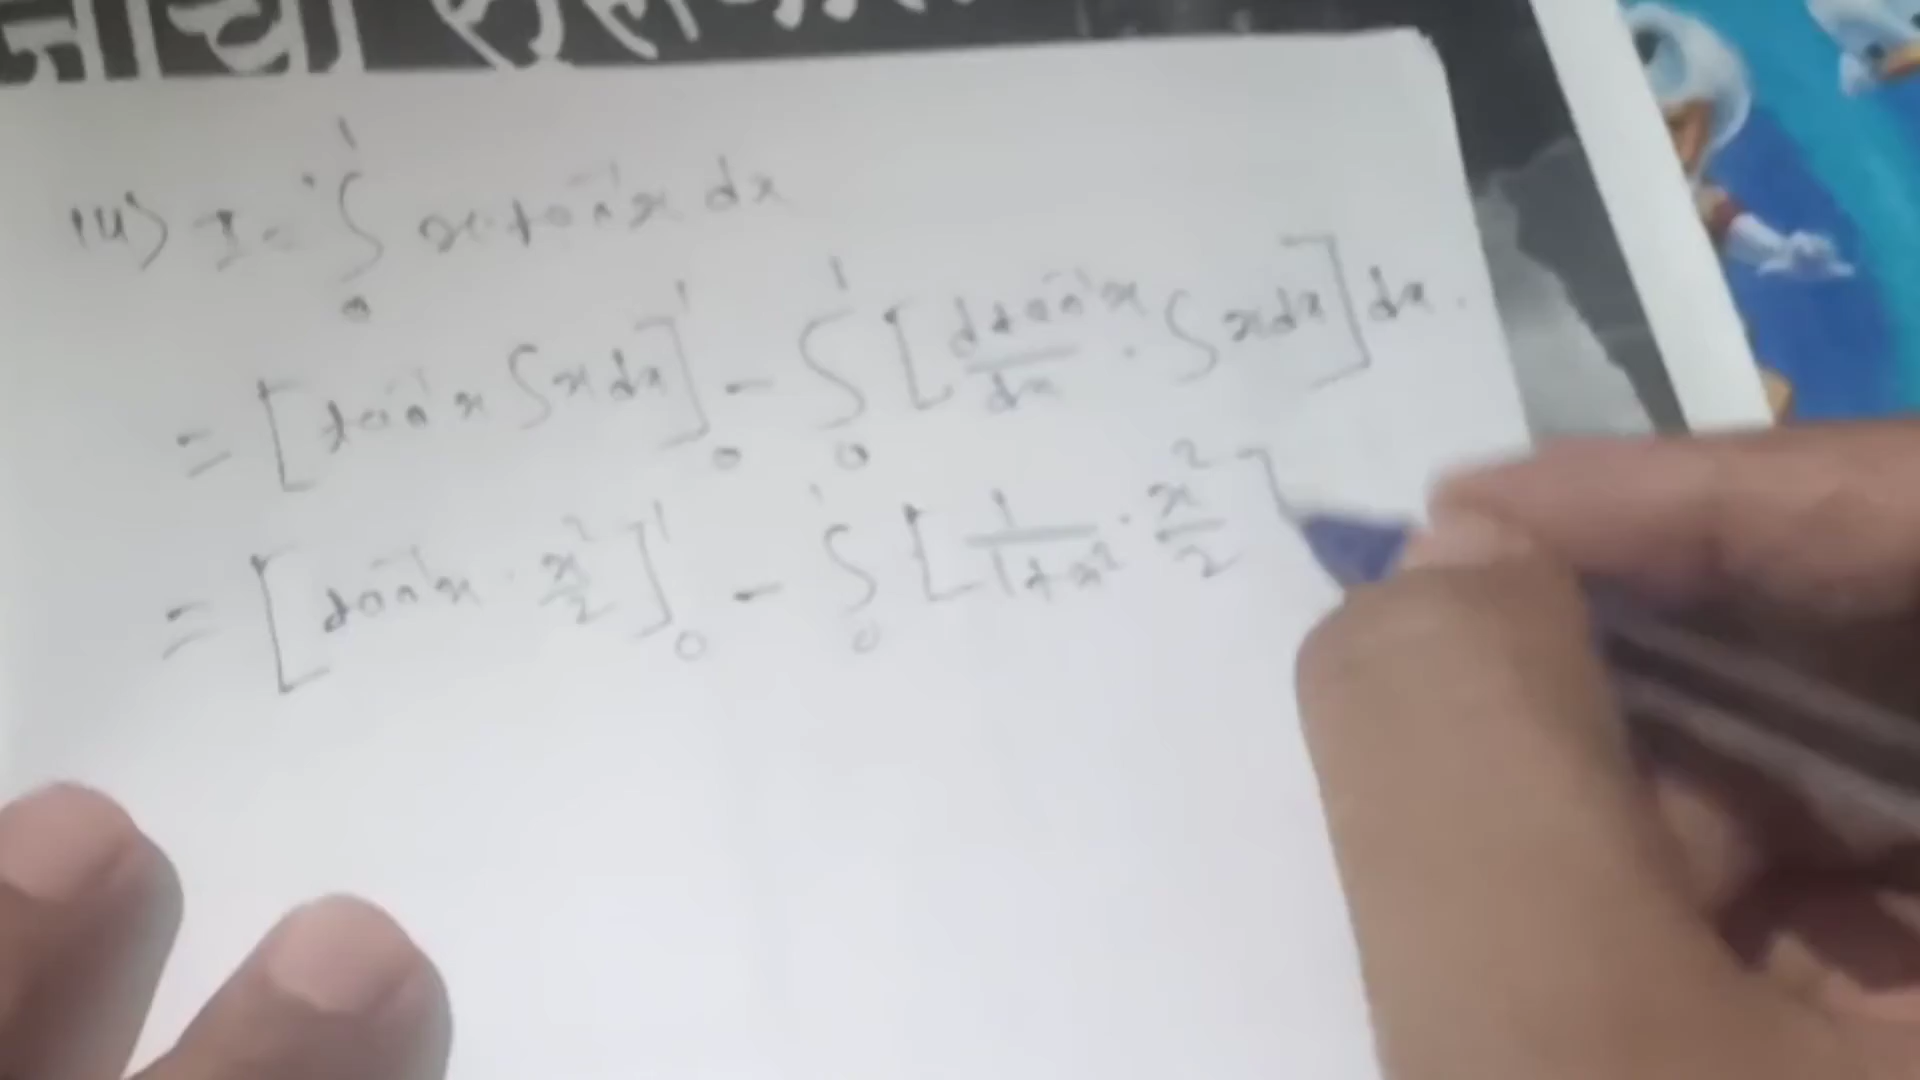 14) I = ∫₀¹ x tan⁻¹x dx
= [tan⁻¹x ∫x dx]₀¹ - ∫₀¹ [d tan⁻¹x / dx . ∫x dx] dx.
= [tan⁻¹x . x²/2]₀¹ - ∫₀¹ [1/(1+x²) . x²/2]